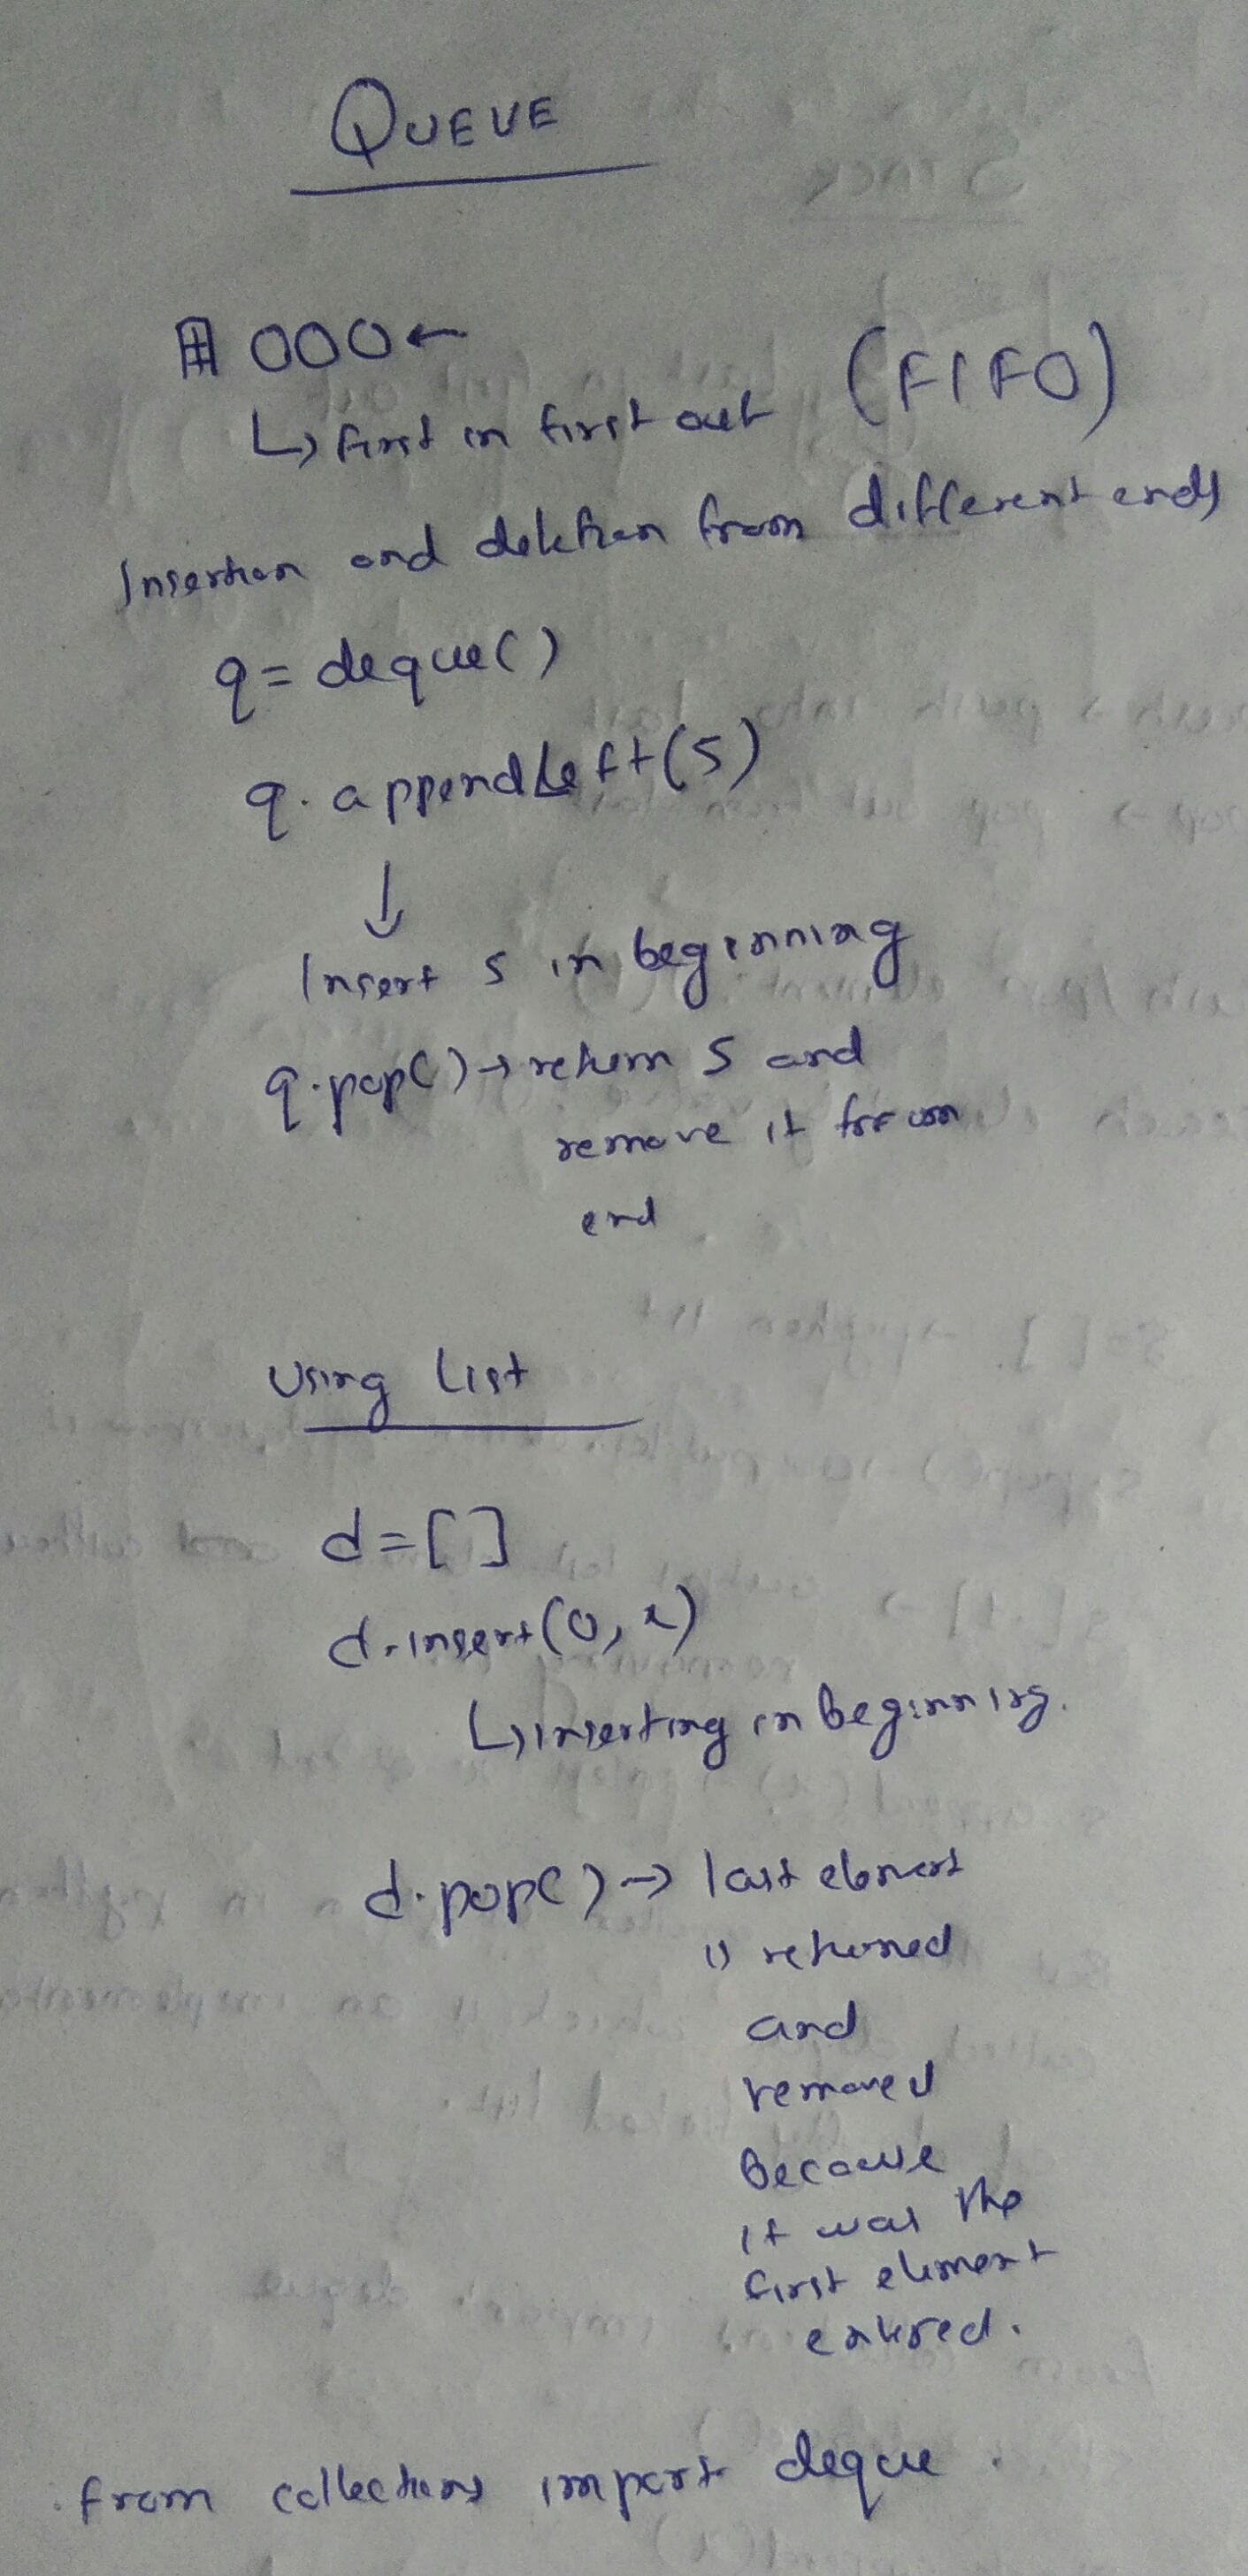 QUEUE
000←
↳ First in first out (FIFO)
Insertion and deletion from different ends
q = deque()
q. appendLeft(5)
↓
Insert 5 in beginning
q.pop() → return 5 and
remove it from
end
Using List
d = [ ]
d.insert(0, x)
↳ inserting in beginning.
d.pop() → last element
is returned
and
removed
Because
it was the
first element
entered.
from collections import deque.